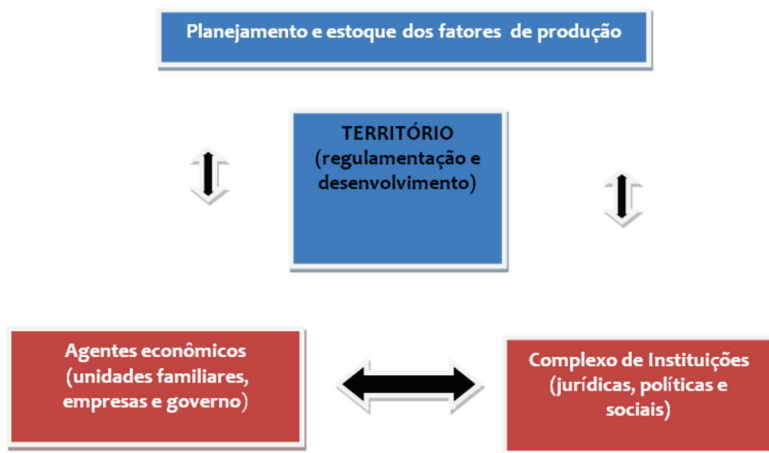 Planejamento e estoque dos fatores de produção
TERRITÓRIO
(regulamentação e
desenvolvimento)
Agentes econômicos
(unidades familiares,
empresas e governo)
Complexo de Instituições
(jurídicas, políticas e
sociais)